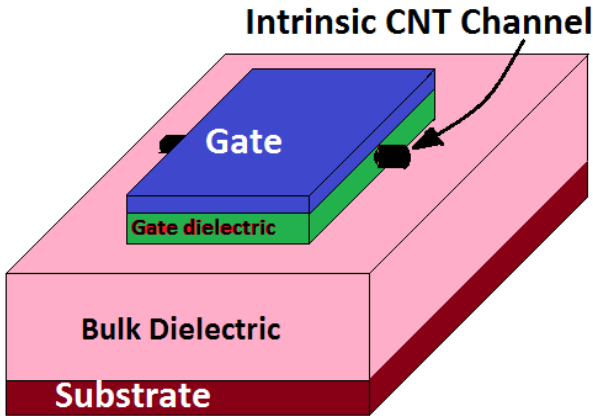 Intrinsic CNT Channel
Gate
Gate dielectric
Bulk Dielectric
Substrate